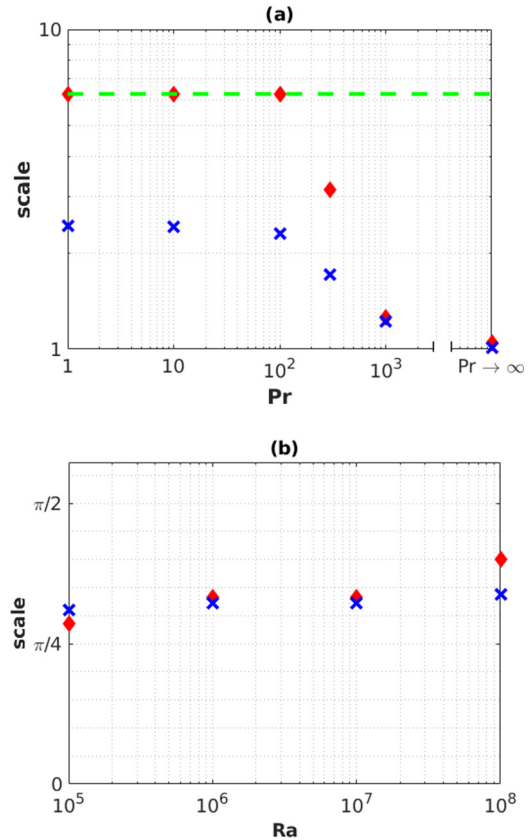 (a)
10
scale
1
1 10 10² 10³ Pr → ∞
Pr
(b)
π/2
scale
π/4
0
10⁵ 10⁶ 10⁷ 10⁸
Ra